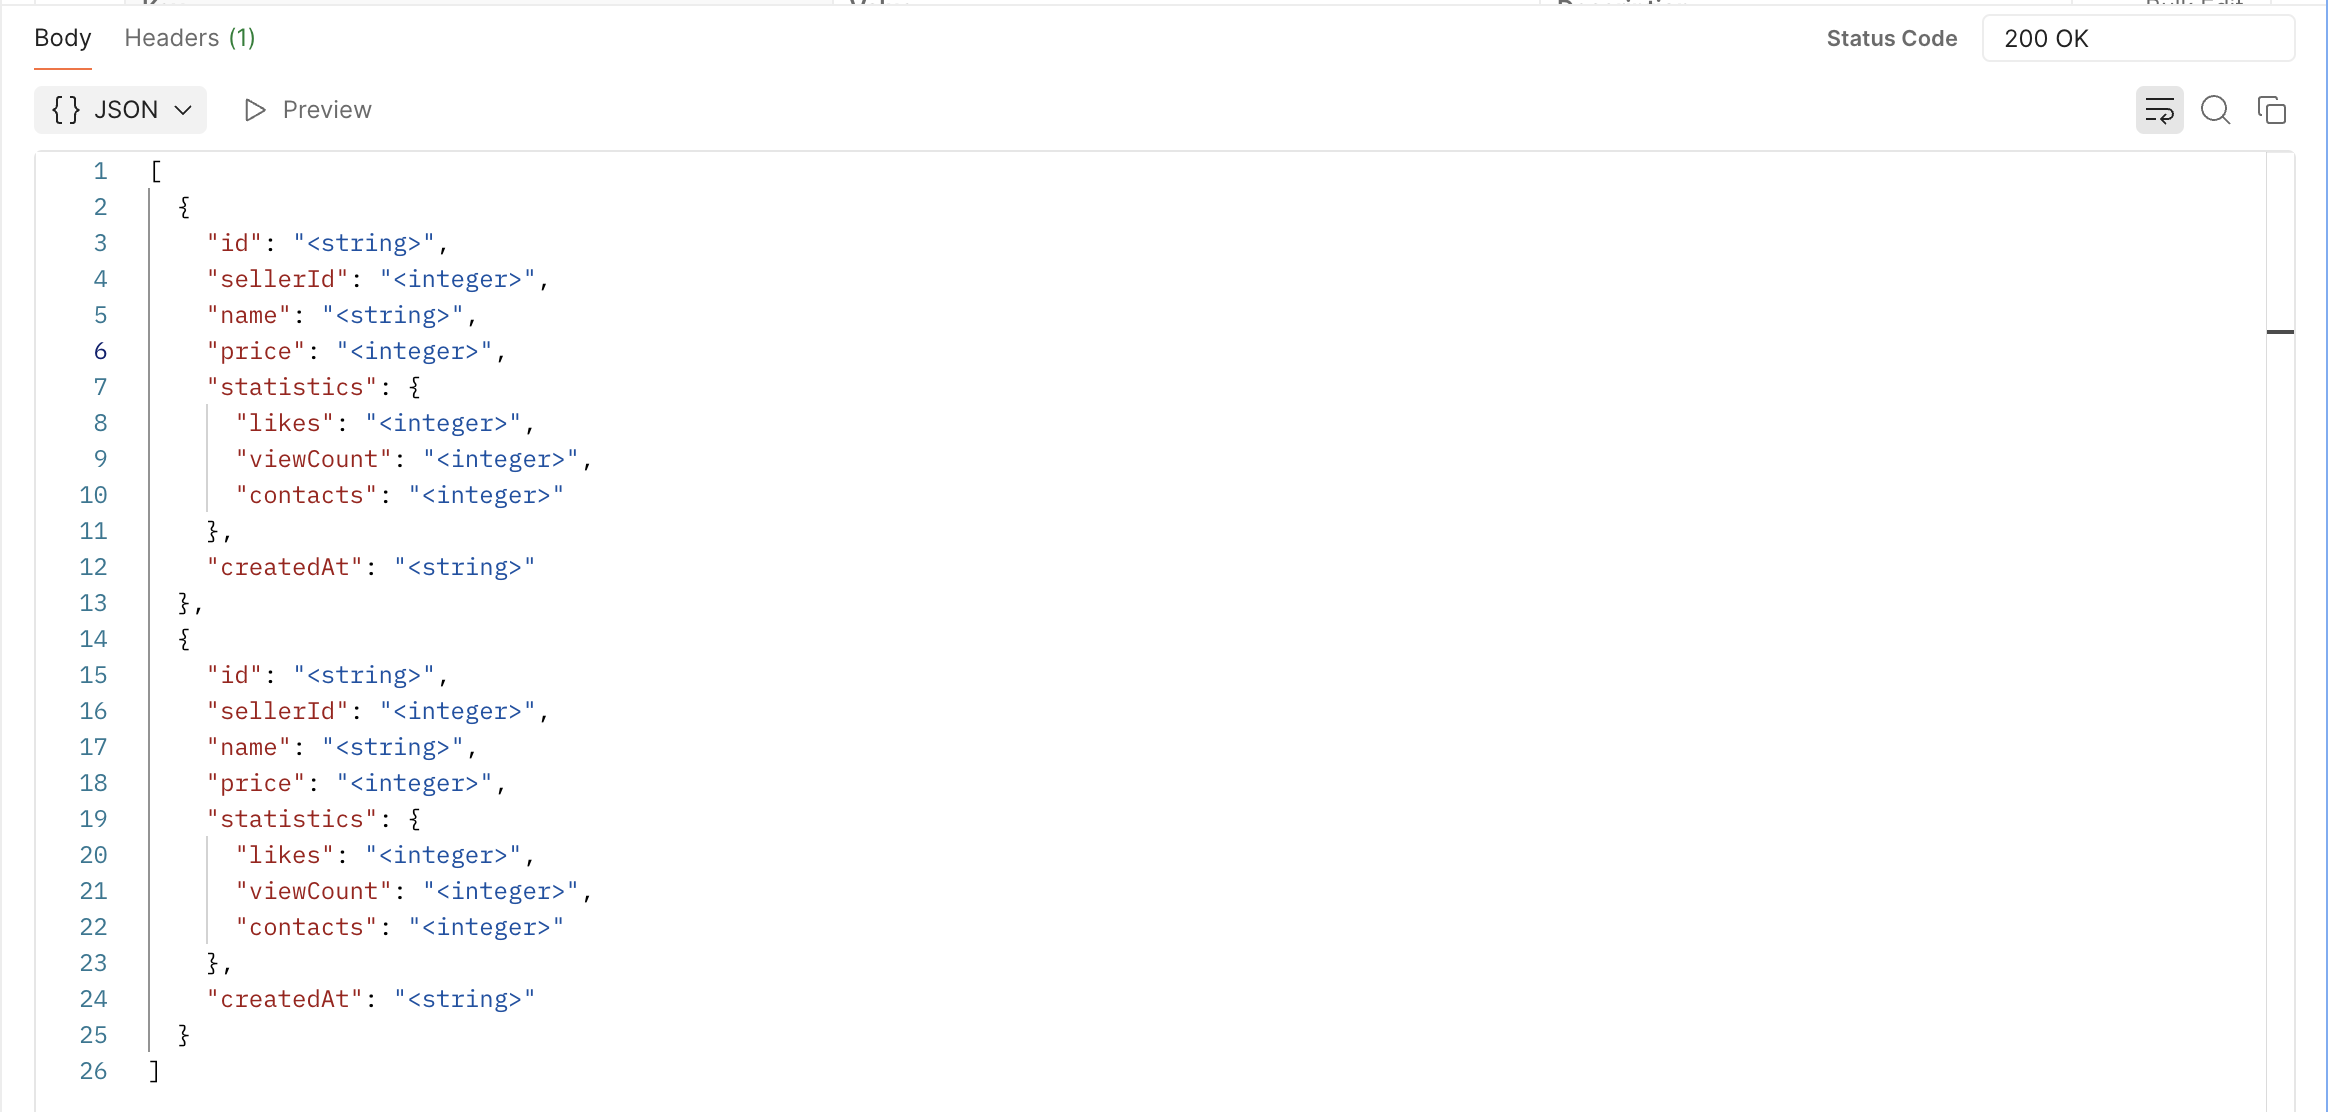 Body Headers (1) Status Code 200 OK
{} JSON Preview
1 [
2 {
3 "id": "<string>",
4 "sellerId": "<integer>",
5 "name": "<string>",
6 "price": "<integer>",
7 "statistics": {
8 "likes": "<integer>",
9 "viewCount": "<integer>",
10 "contacts": "<integer>"
11 },
12 "createdAt": "<string>"
13 },
14 {
15 "id": "<string>",
16 "sellerId": "<integer>",
17 "name": "<string>",
18 "price": "<integer>",
19 "statistics": {
20 "likes": "<integer>",
21 "viewCount": "<integer>",
22 "contacts": "<integer>"
23 },
24 "createdAt": "<string>"
25 }
26 ]